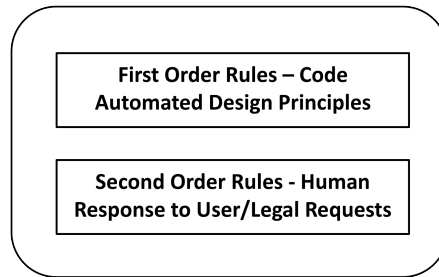 First Order Rules – Code
Automated Design Principles
Second Order Rules - Human
Response to User/Legal Requests